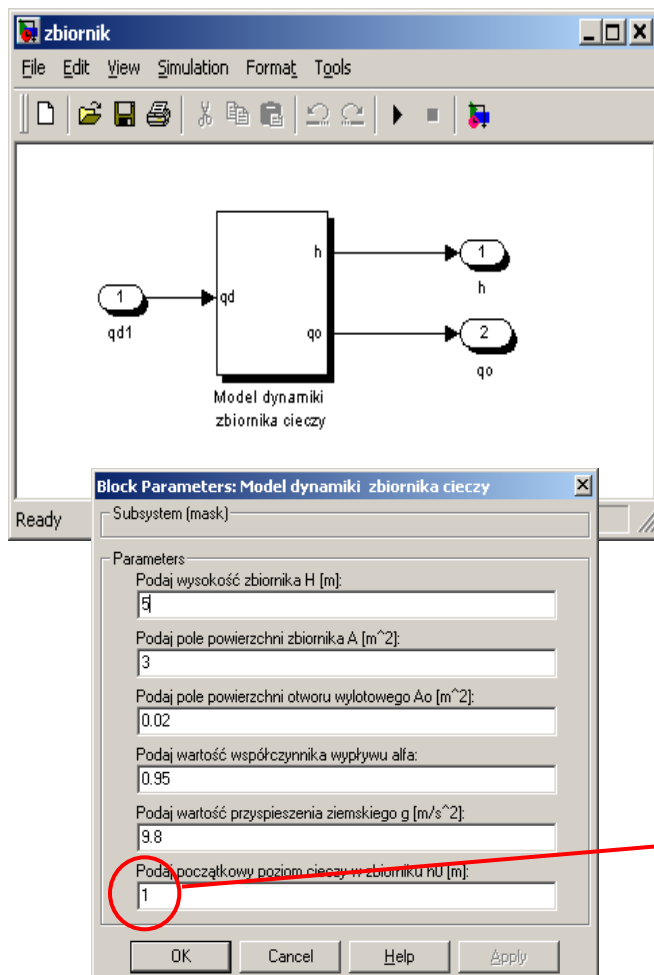 zbiornik
File Edit View Simulation Format Tools
h
1
h
1
qd
qd1
qo
2
qo
Model dynamiki
zbiornika cieczy
Ready
Block Parameters: Model dynamiki zbiornika cieczy
Subsystem (mask)
Parameters
Podaj wysokość zbiornika H [m]:
5
Podaj pole powierzchni zbiornika A [m^2]:
3
Podaj pole powierzchni otworu wylotowego Ao [m^2]:
0.02
Podaj wartość współczynnika wypływu alfa:
0.95
Podaj wartość przyspieszenia ziemskiego g [m/s^2]:
9.8
Podaj początkowy poziom cieczy w zbiorniku h0 [m]:
1
OK Cancel Help Apply